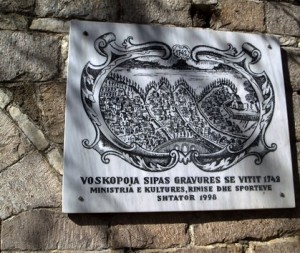 VOSKOPOJA SIPAS GRAVURES SE VITIT 1742
MINISTRIA E KULTURES, RINISE DHE SPORTEVE
SHTATOR 1998